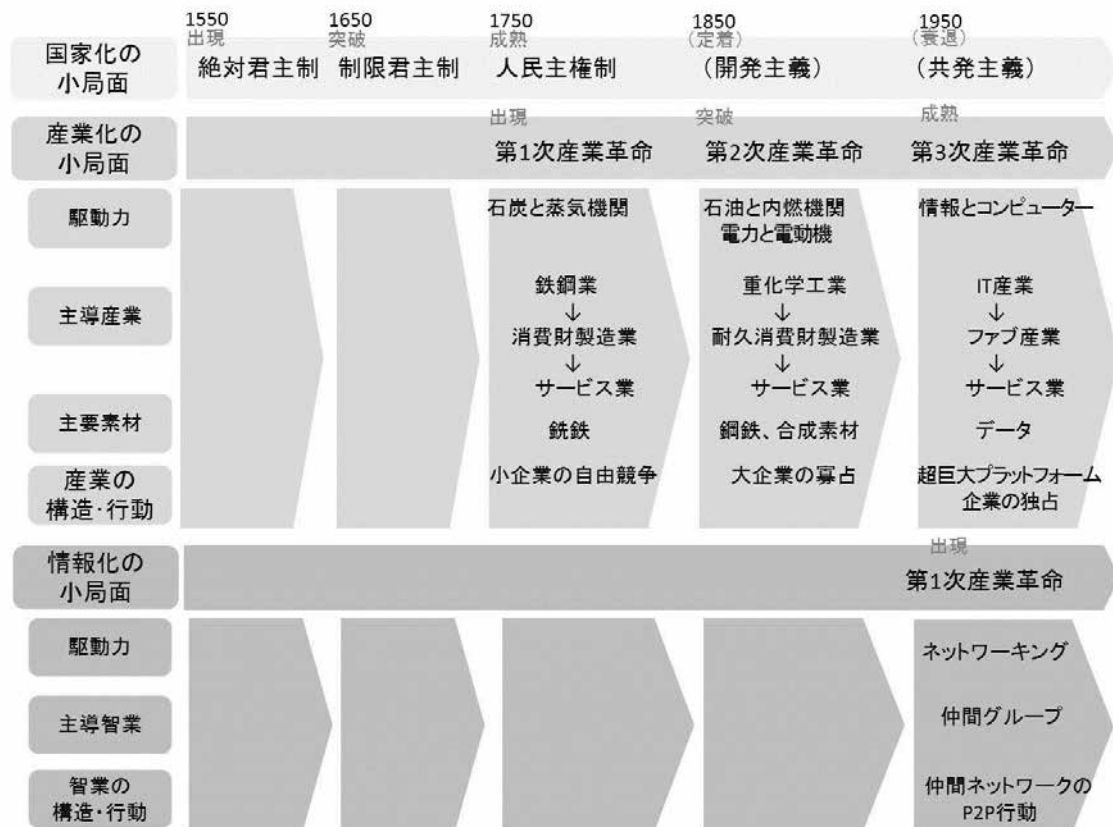 1550
1650
1750
1850
1950
出現
突破
成熟
(定着)
(衰退)
国家化の
小局面
絶対君主制
制限君主制
人民主権制
(開発主義)
(共発主義)
出現
突破
成熟
産業化の
小局面
第1次産業革命
第2次産業革命
第3次産業革命
駆動力
石炭と蒸気機関
石油と内燃機関
電力と電動機
情報とコンピューター
主導産業
鉄鋼業
↓
消費財製造業
↓
サービス業
重化学工業
↓
耐久消費財製造業
↓
サービス業
IT産業
↓
ファブ産業
↓
サービス業
主要素材
銑鉄
鋼鉄、合成素材
データ
産業の
構造・行動
小企業の自由競争
大企業の寡占
超巨大プラットフォーム
企業の独占
出現
情報化の
小局面
第1次産業革命
駆動力
ネットワーキング
主導智業
仲間グループ
智業の
構造・行動
仲間ネットワークの
P2P行動